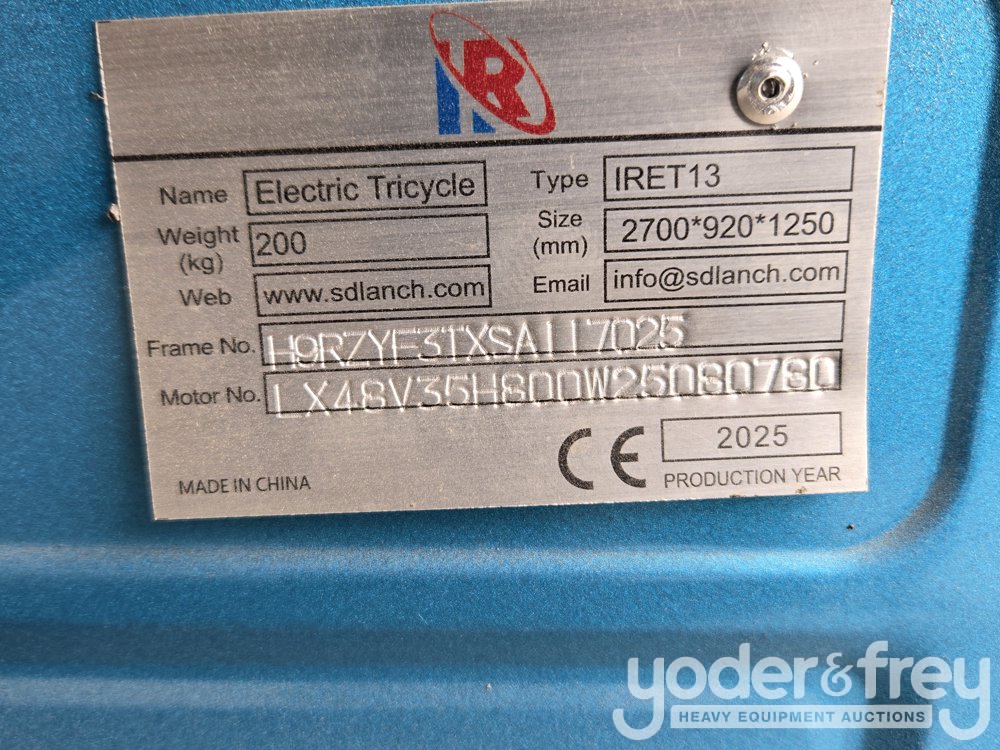 IR
Name Electric Tricycle Type IRET13
Weight (kg) 200 Size (mm) 2700*920*1250
Web www.sdlanch.com Email info@sdlanch.com
Frame No. H9RZYF3TXSA117025
Motor No. LX48V35H800W25080780
CE 2025
MADE IN CHINA PRODUCTION YEAR
yoder&frey
HEAVY EQUIPMENT AUCTIONS